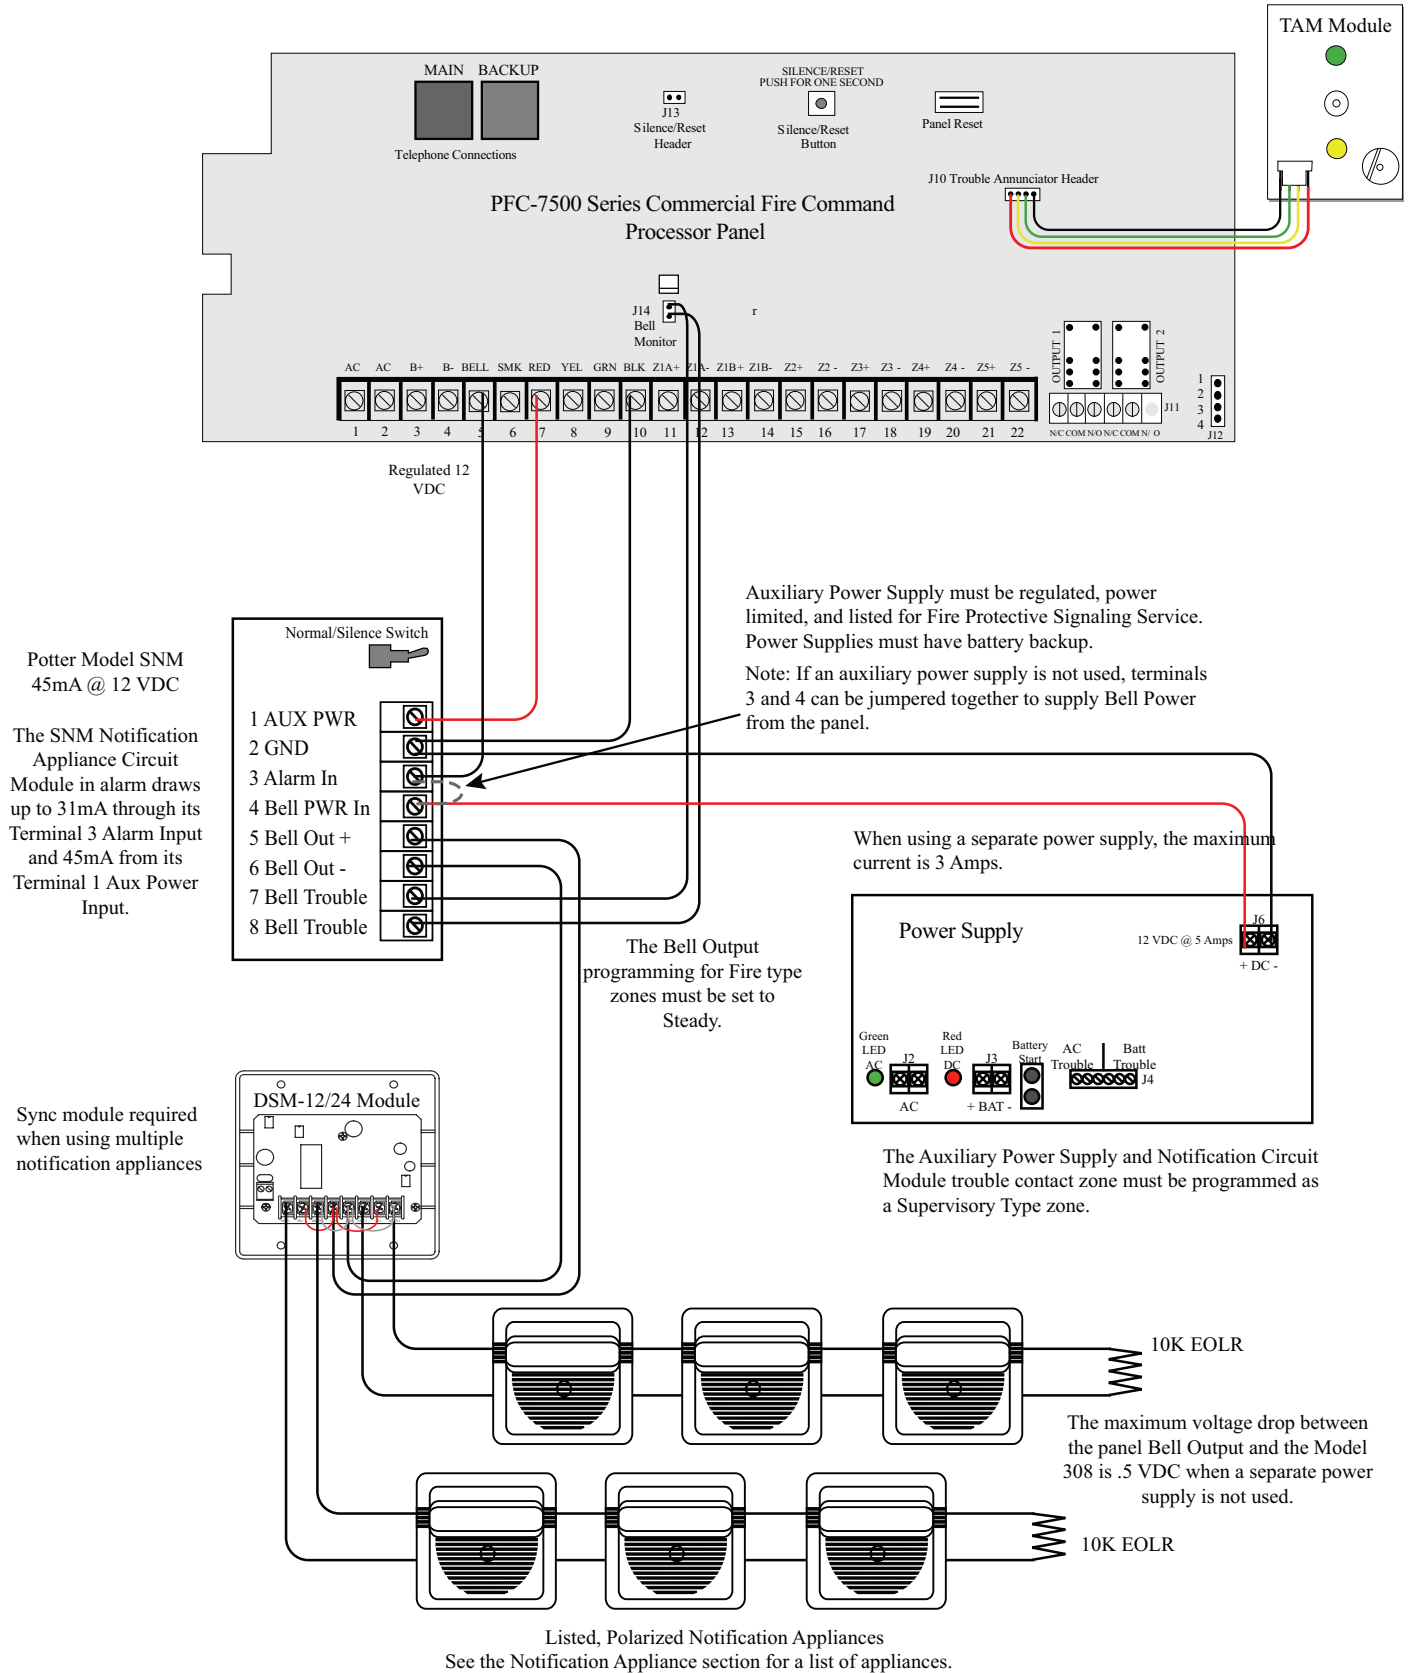 TAM Module
MAIN BACKUP
Telephone Connections
J13
Silence/Reset
Header
SILENCE/RESET
PUSH FOR ONE SECOND
Silence/Reset
Button
Panel Reset
J10 Trouble Annunciator Header
PFC-7500 Series Commercial Fire Command
Processor Panel
J14
Bell
Monitor
r
OUTPUT 1
OUTPUT 2
AC AC B+ B- BELL SMK RED YEL GRN BLK Z1A+ Z1A- Z1B+ Z1B- Z2+ Z2 - Z3+ Z3 - Z4+ Z4 - Z5+ Z5 -
1 2 3 4 5 6 7 8 9 10 11 12 13 14 15 16 17 18 19 20 21 22
J11
N/C COM N/O N/C COM N/ O
1
2
3
4
J12
Regulated 12
VDC
Auxiliary Power Supply must be regulated, power
limited, and listed for Fire Protective Signaling Service.
Power Supplies must have battery backup.
Note: If an auxiliary power supply is not used, terminals
3 and 4 can be jumpered together to supply Bell Power
from the panel.
Potter Model SNM
45mA @ 12 VDC
The SNM Notification
Appliance Circuit
Module in alarm draws
up to 31mA through its
Terminal 3 Alarm Input
and 45mA from its
Terminal 1 Aux Power
Input.
Normal/Silence Switch
1 AUX PWR
2 GND
3 Alarm In
4 Bell PWR In
5 Bell Out +
6 Bell Out -
7 Bell Trouble
8 Bell Trouble
When using a separate power supply, the maximum
current is 3 Amps.
The Bell Output
programming for Fire type
zones must be set to
Steady.
Power Supply
12 VDC @ 5 Amps
J6
+ DC -
Green
LED
AC
J2
AC
Red
LED
DC
J3
+ BAT -
Battery
Start
AC
Trouble
Batt
Trouble
J4
The Auxiliary Power Supply and Notification Circuit
Module trouble contact zone must be programmed as
a Supervisory Type zone.
Sync module required
when using multiple
notification appliances
DSM-12/24 Module
10K EOLR
The maximum voltage drop between
the panel Bell Output and the Model
308 is .5 VDC when a separate power
supply is not used.
10K EOLR
Listed, Polarized Notification Appliances
See the Notification Appliance section for a list of appliances.